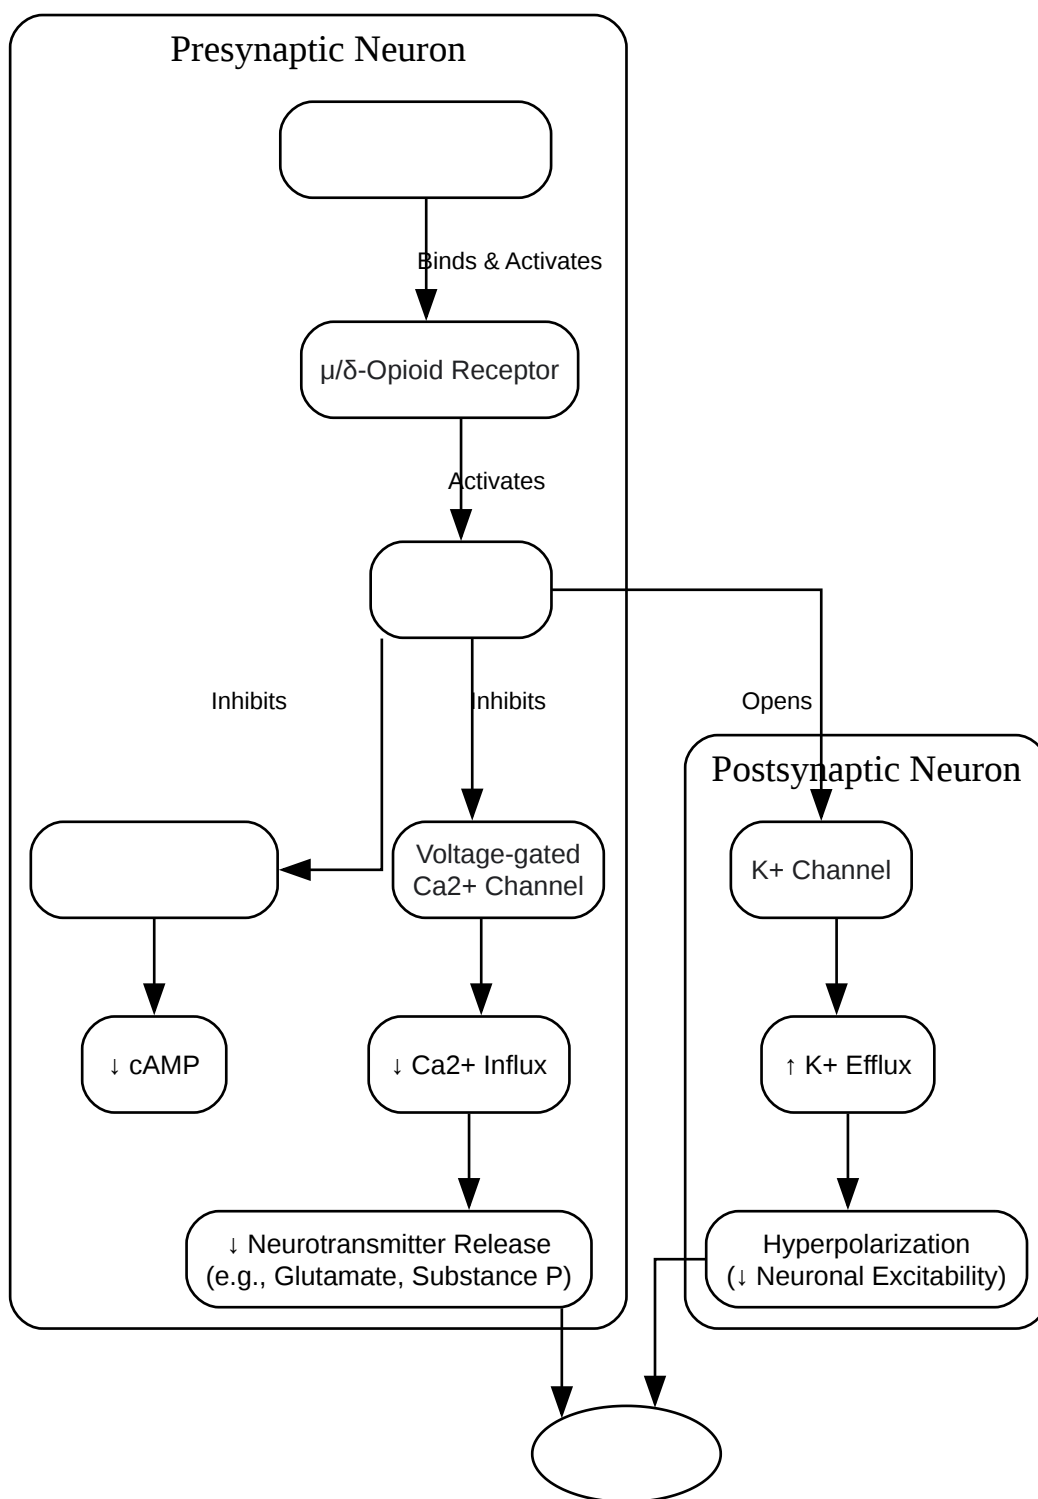 Presynaptic Neuron
Binds & Activates
μ/δ-Opioid Receptor
Activates
Inhibits
Inhibits
Opens
Postsynaptic Neuron
Voltage-gated
Ca2+ Channel
K+ Channel
↓ cAMP
↓ Ca2+ Influx
↑ K+ Efflux
↓ Neurotransmitter Release
(e.g., Glutamate, Substance P)
Hyperpolarization
(↓ Neuronal Excitability)